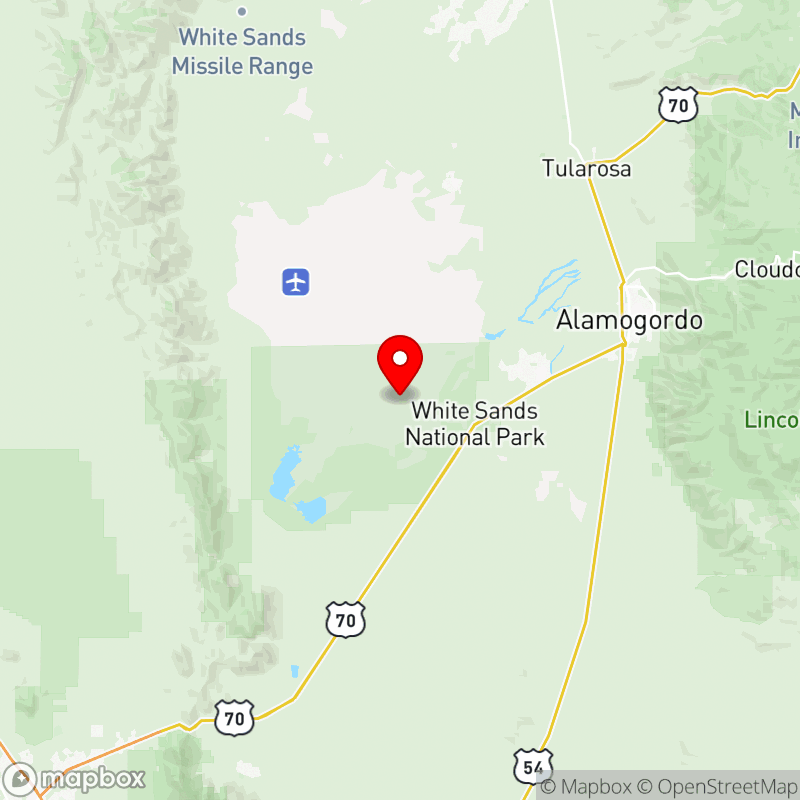 White Sands
Missile Range
70
M
In
Tularosa
Cloudc
Alamogordo
White Sands
National Park
Linco
70
70
54
mapbox
© Mapbox © OpenStreetMap